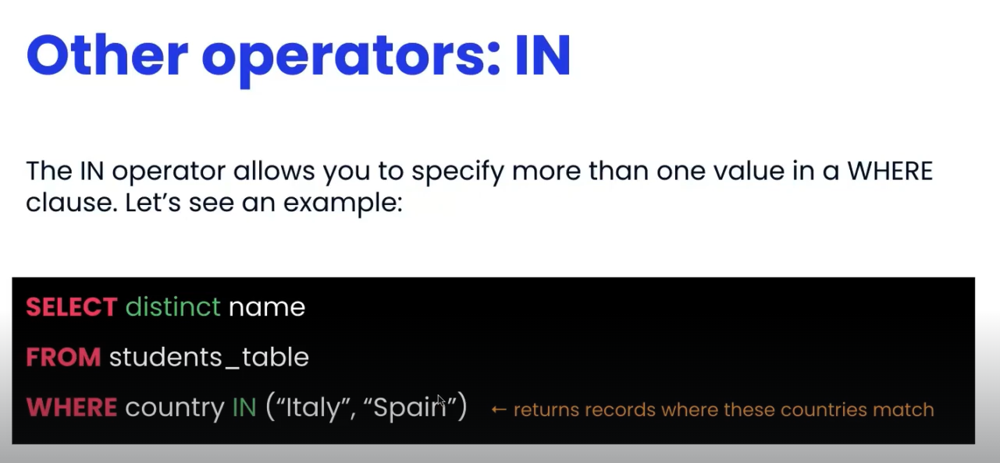 Other operators: IN
The IN operator allows you to specify more than one value in a WHERE
clause. Let’s see an example:
SELECT distinct name
FROM students_table
WHERE country IN (“Italy”, “Spain”) ← returns records where these countries match